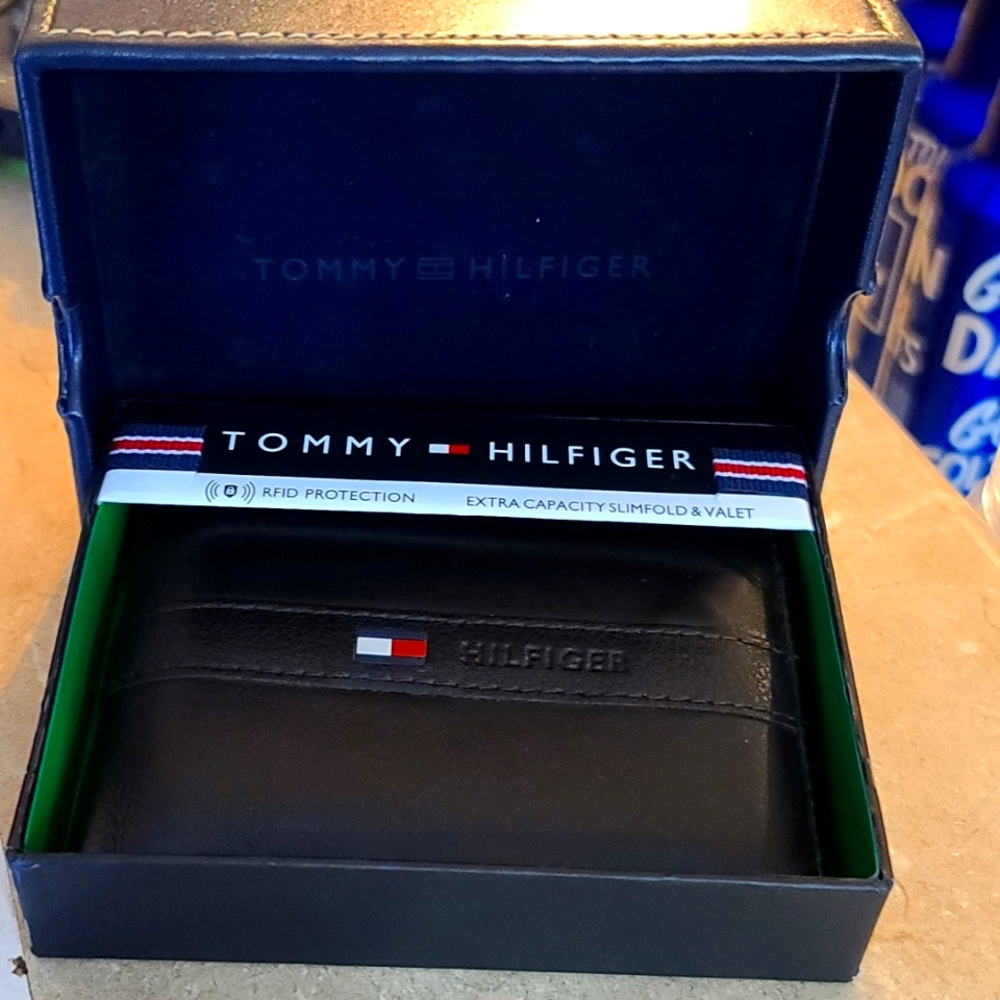 TOMMY HILFIGER
TOMMY HILFIGER
RFID PROTECTION EXTRA CAPACITY SLIMFOLD & VALET
HILFIGER